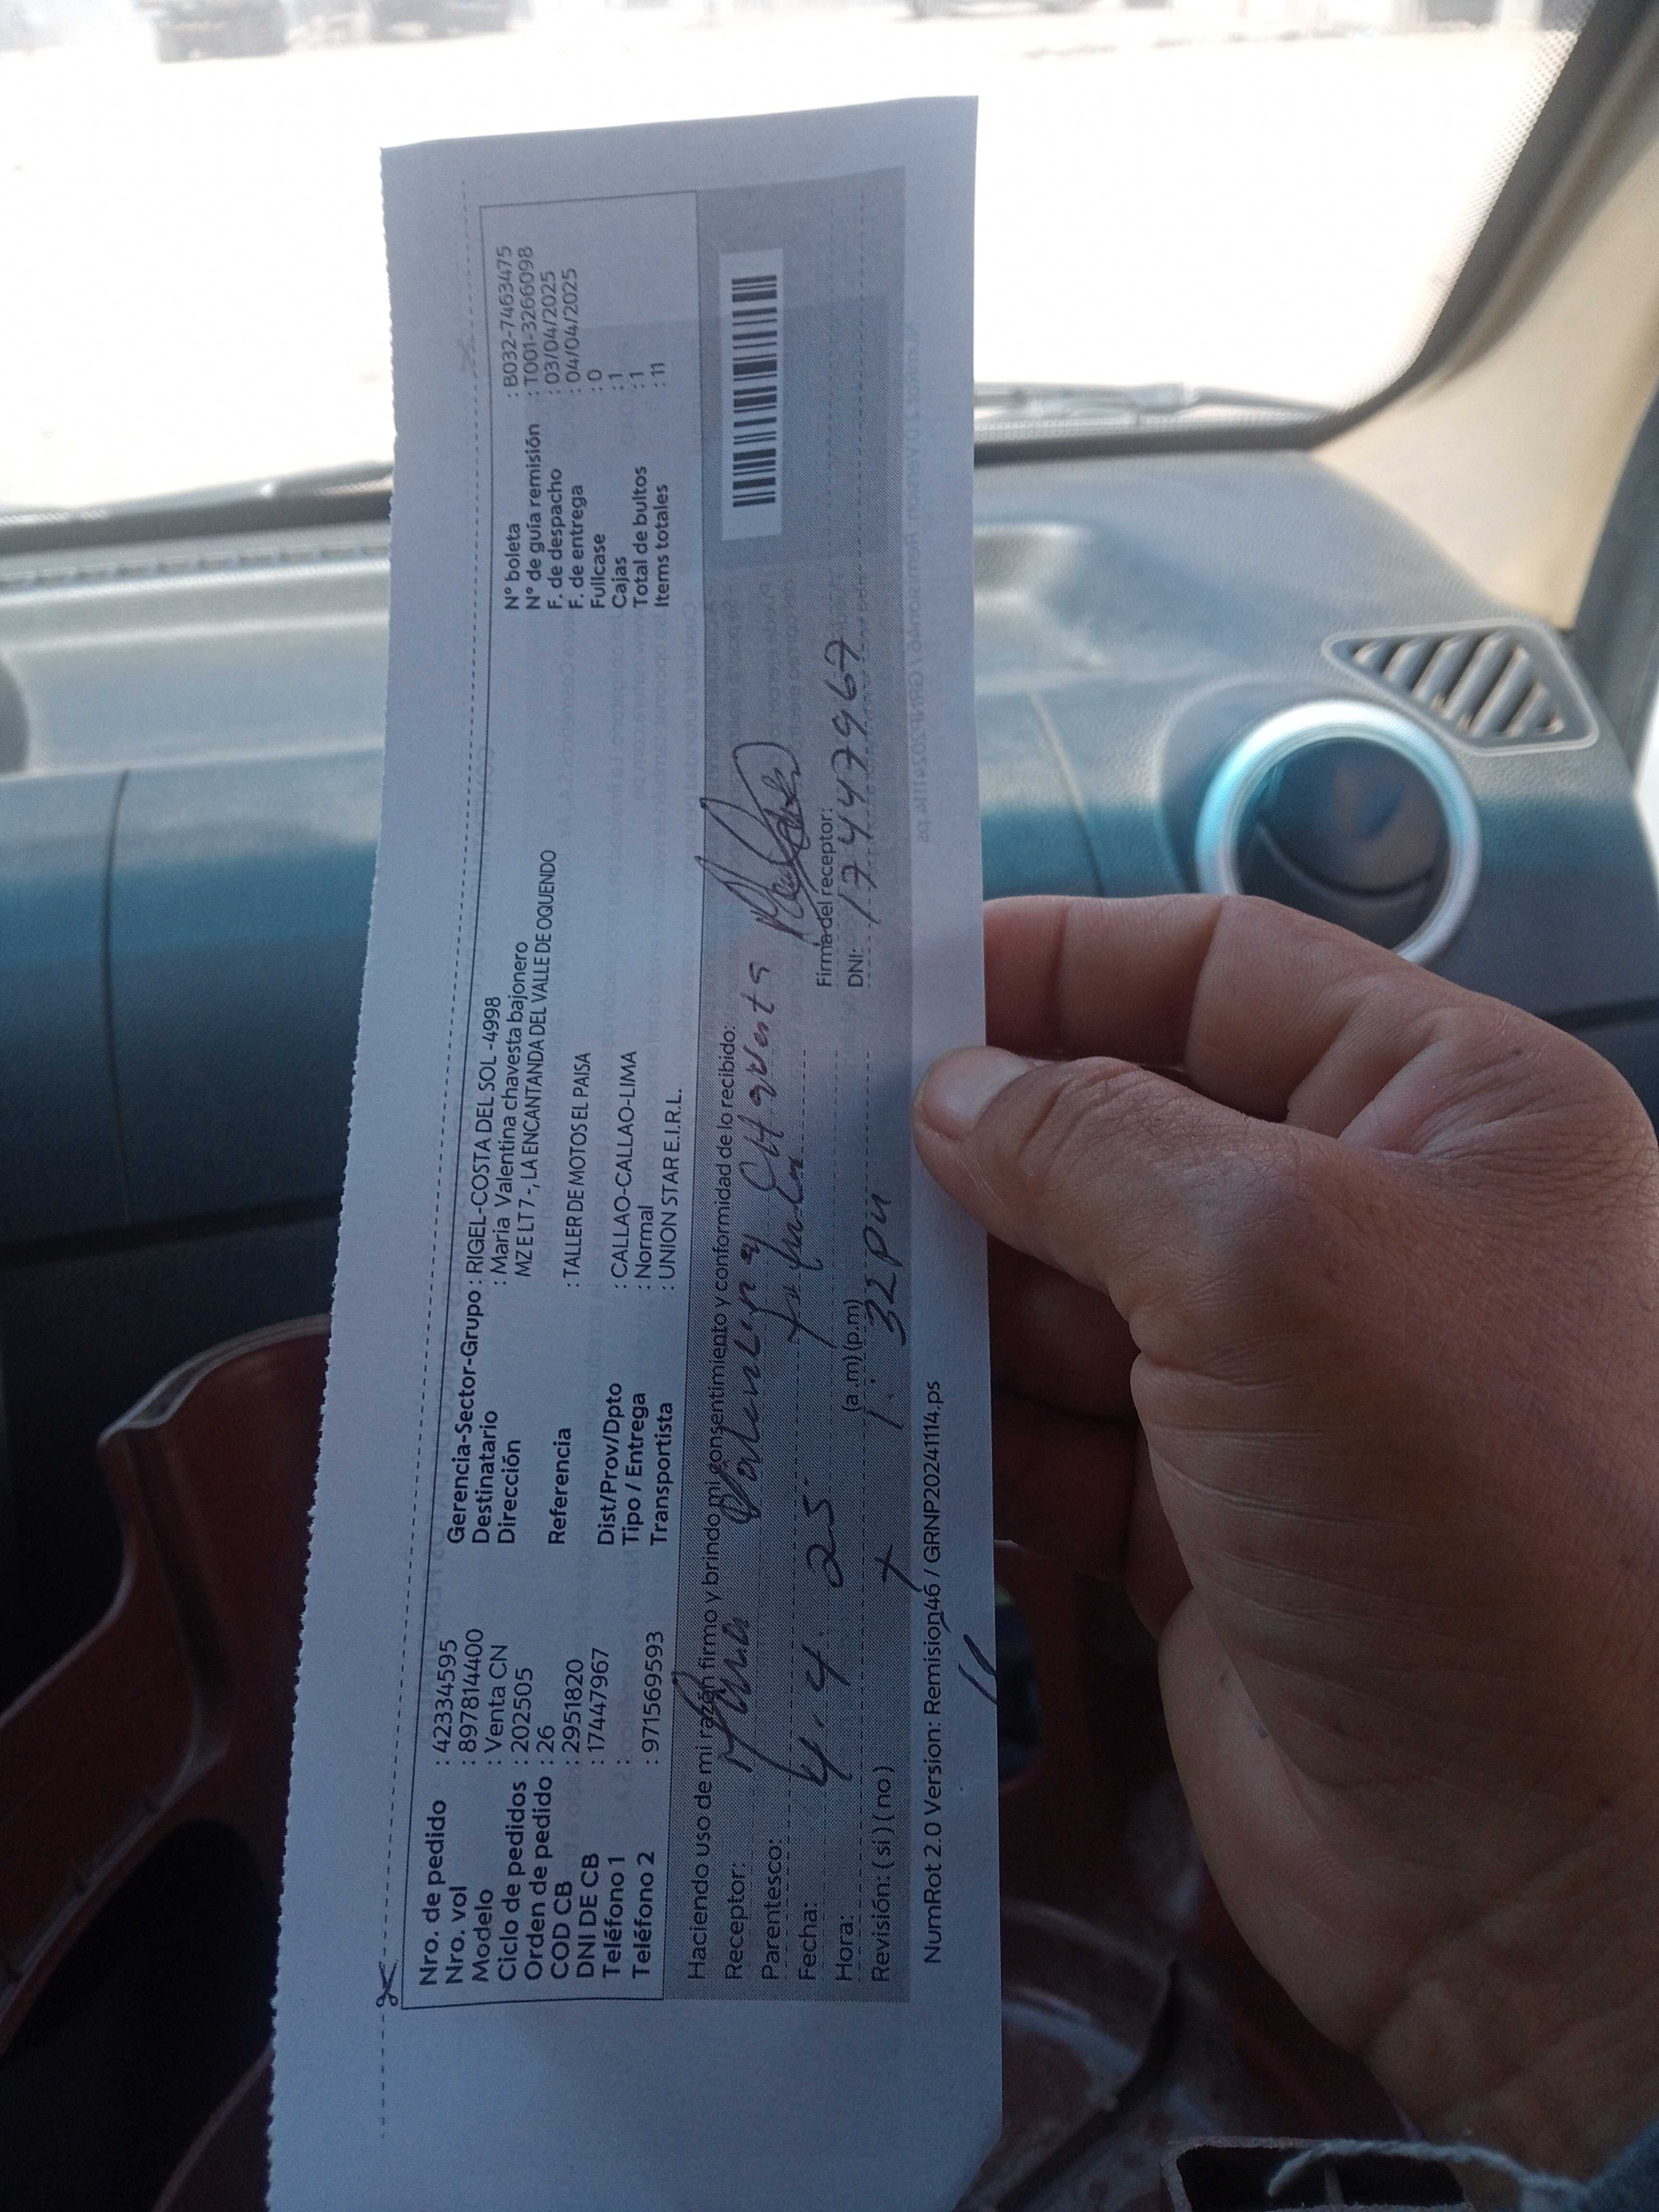 Nro. de pedido : 42334595
Nro. vol : 897814400
Modelo : Venta CN
Ciclo de pedidos : 202505
Orden de pedido : 26
COD CB : 2951820
DNI DE CB : 17447967
Teléfono 1 :
Teléfono 2 : 971569593
Gerencia-Sector-Grupo : RIGEL-COSTA DEL SOL -4998
Destinatario : Maria Valentina chavesta bajonero
Dirección MZ E LT 7 -, LA ENCANTANDA DEL VALLE DE OQUENDO
Referencia : TALLER DE MOTOS EL PAISA
Dist/Prov/Dpto : CALLAO-CALLAO-LIMA
Tipo / Entrega : Normal
Transportista : UNION STAR E.I.R.L.
N° boleta : B032-7463475
N° de guía remisión : T001-3266098
F. de despacho : 03/04/2025
F. de entrega : 04/04/2025
Fullcase : 0
Cajas : 1
Total de bultos : 1
Items totales : 11
Haciendo uso de mi razón firmo y brindo mi consentimiento y conformidad de lo recibido:
Receptor: Valentina Chavesta
Parentesco: titular
Fecha: 4. 4. 25
Hora: (a.m) (p.m) 1: 32 PM
Revisión: ( si ) ( no )
Firma del receptor:
DNI: 17447967
NumRot 2.0 Version: Remision46 / GRNP20241114.ps